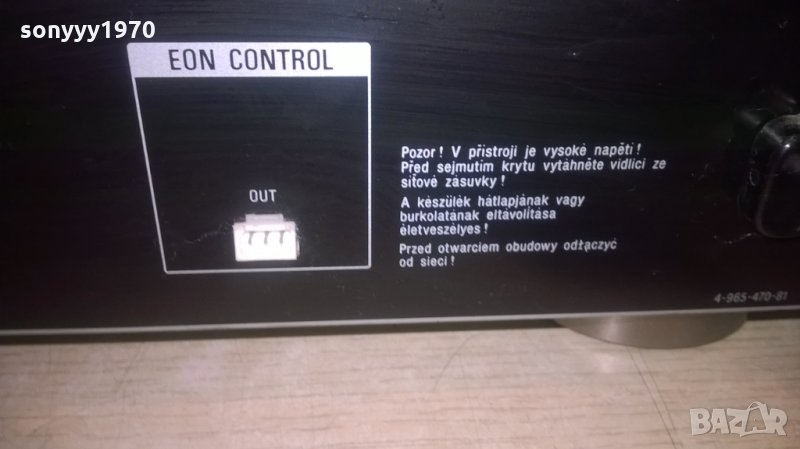 sonyyy1970
EON CONTROL
OUT
Pozor! V přístroji je vysoké napětí!
Před sejmutím krytu vytáhněte vidlici ze
síťové zásuvky!
A készülék hátlapjának vagy
burkolatának eltávolítása
életveszélyes!
Przed otwarciem obudowy odłączyć
od sieci!
4-965-470-81
BAZAR